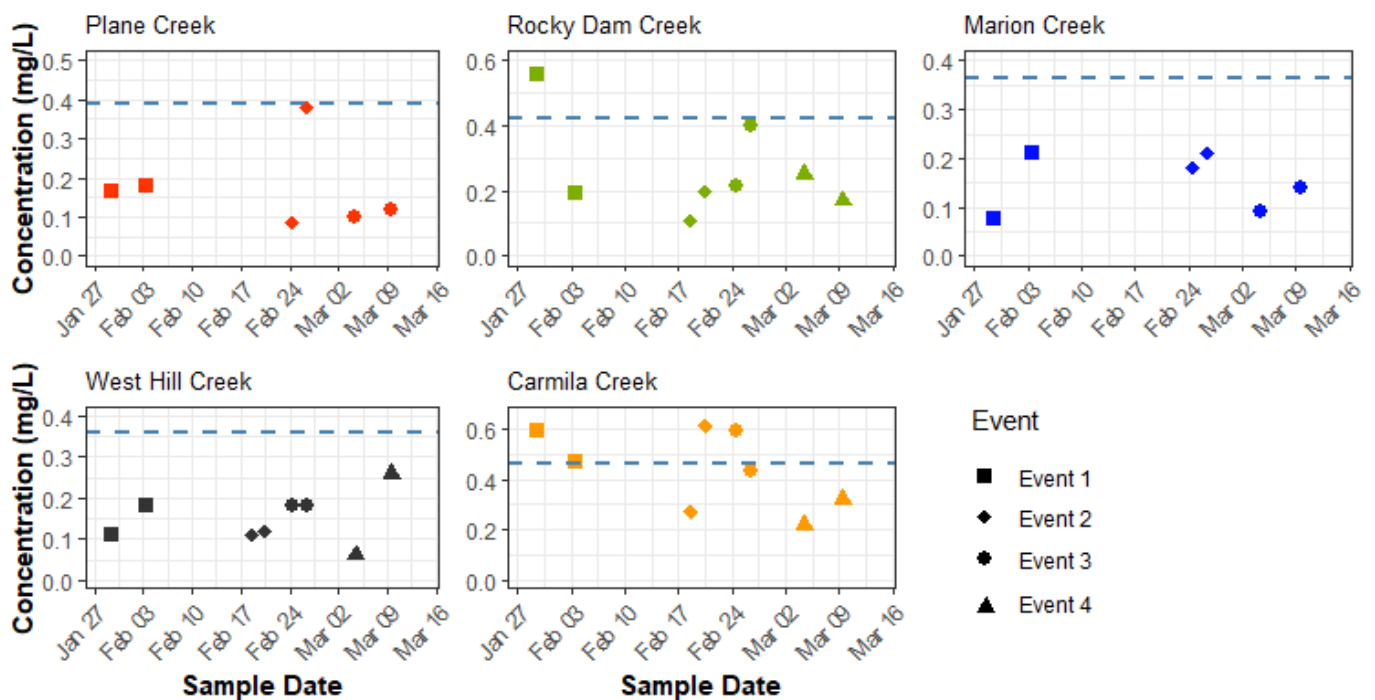 Plane Creek
Rocky Dam Creek
Marion Creek
Concentration (mg/L)
0.5
0.4
0.3
0.2
0.1
0.0
Jan 27
Feb 03
Feb 10
Feb 17
Feb 24
Mar 02
Mar 09
Mar 16
0.6
0.4
0.2
0.0
Jan 27
Feb 03
Feb 10
Feb 17
Feb 24
Mar 02
Mar 09
Mar 16
0.4
0.3
0.2
0.1
0.0
Jan 27
Feb 03
Feb 10
Feb 17
Feb 24
Mar 02
Mar 09
Mar 16
West Hill Creek
Carmila Creek
Concentration (mg/L)
0.4
0.3
0.2
0.1
0.0
Jan 27
Feb 03
Feb 10
Feb 17
Feb 24
Mar 02
Mar 09
Mar 16
Sample Date
0.6
0.4
0.2
0.0
Jan 27
Feb 03
Feb 10
Feb 17
Feb 24
Mar 02
Mar 09
Mar 16
Sample Date
Event
Event 1
Event 2
Event 3
Event 4